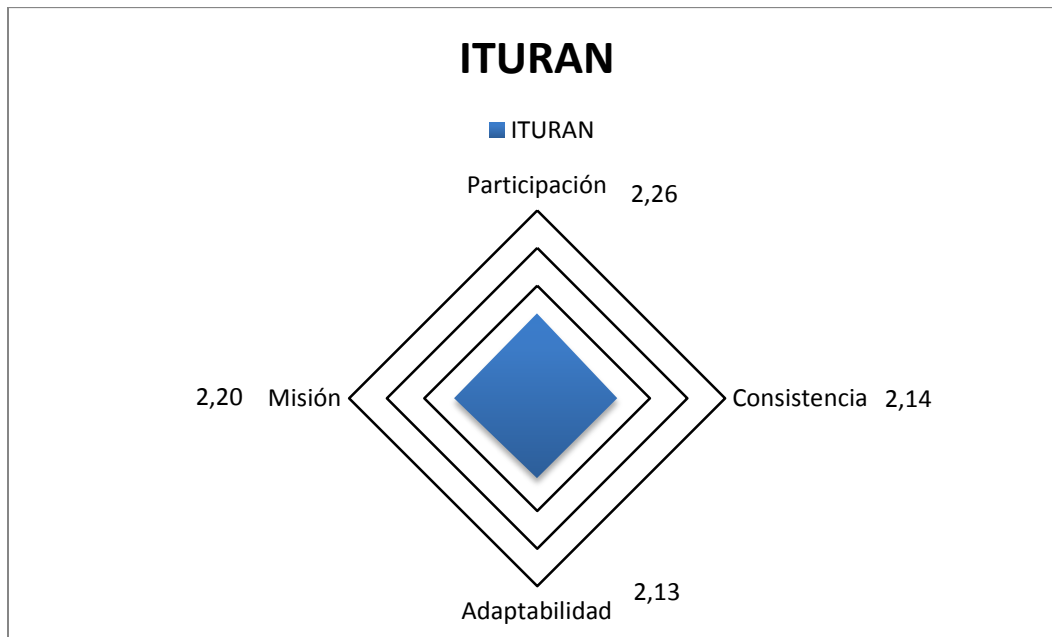 ITURAN
ITURAN
Participación 2,26
2,20 Misión
Consistencia 2,14
Adaptabilidad 2,13